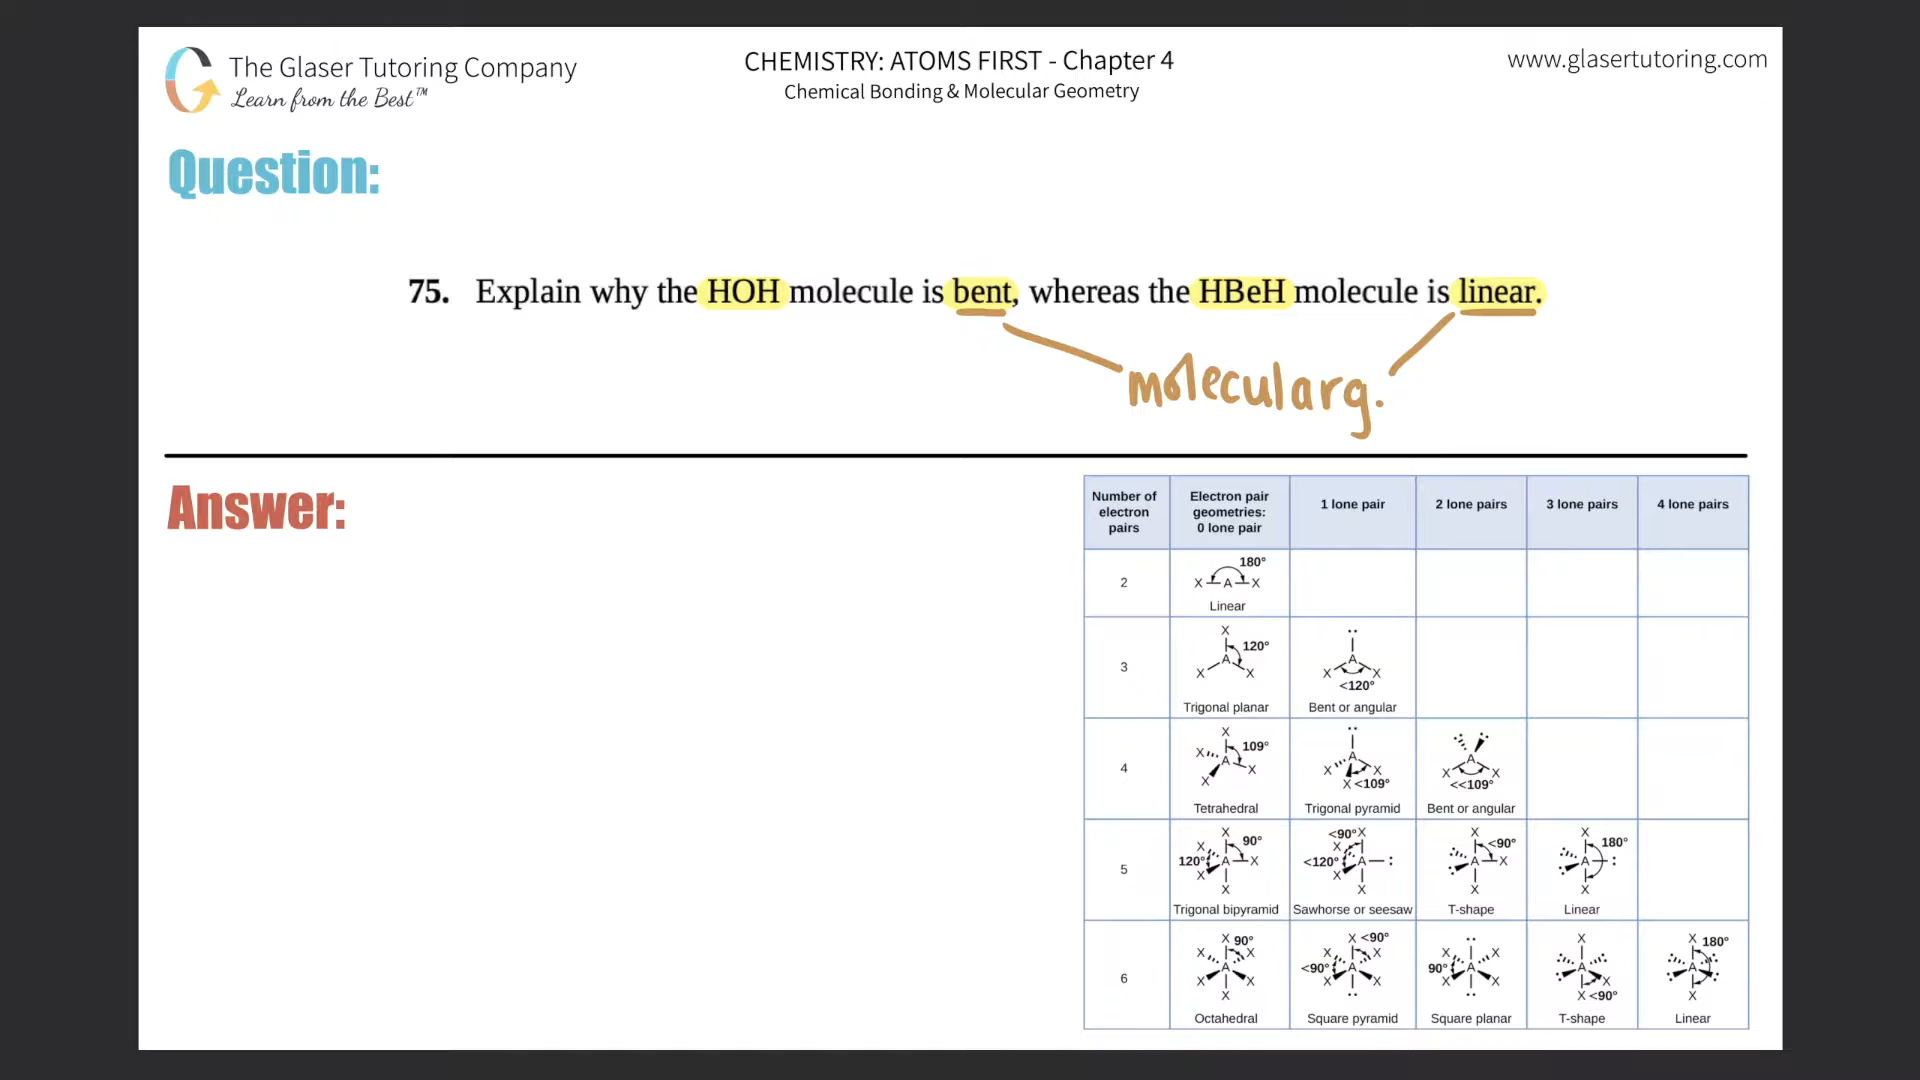 The Glaser Tutoring Company
Learn from the Best™
CHEMISTRY: ATOMS FIRST - Chapter 4
Chemical Bonding & Molecular Geometry
www.glasertutoring.com
Question:
75. Explain why the HOH molecule is bent, whereas the HBeH molecule is linear.
molecular g.
Answer:
Number of electron pairs
Electron pair geometries: 0 lone pair
1 lone pair
2 lone pairs
3 lone pairs
4 lone pairs
2
180°
X A X
Linear
3
X
120°
A
X X
Trigonal planar
A
X X
<120°
Bent or angular
4
X
109°
X A
X X
Tetrahedral
A
X X
X <109°
Trigonal pyramid
A
X X
<<109°
Bent or angular
5
X
90°
X
120° A X
X
X
Trigonal bipyramid
<90° X
X
<120° A :
X
X
Sawhorse or seesaw
X
<90°
A X
X
T-shape
X
180°
A :
X
Linear
6
X 90°
X X
A
X X
X
Octahedral
X <90°
X X
<90° A
X X
Square pyramid
X X
90° A
X X
Square planar
X
A
X
X <90°
T-shape
X 180°
A
X
Linear